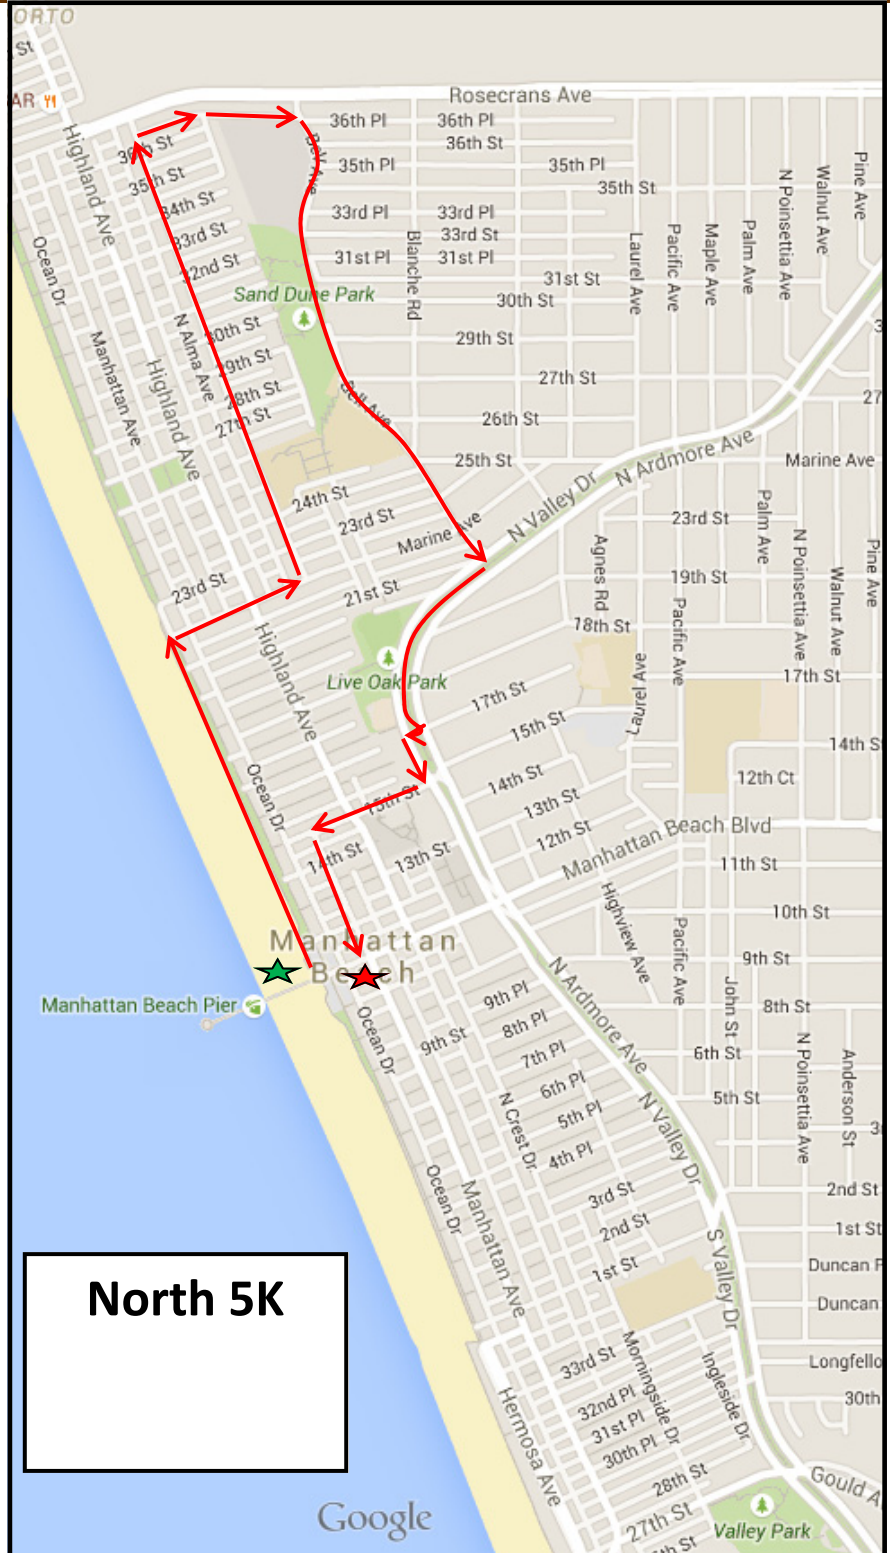 ORTO
St
AR
Rosecrans Ave
36th Pl
36th Pl
36th St
36th St
35th Pl
35th Pl
35th St
35th St
34th St
33rd Pl
33rd Pl
33rd St
33rd St
32nd St
31st Pl
31st Pl
31st St
30th St
30th St
29th St
29th St
28th St
27th St
27th St
27
26th St
25th St
24th St
23rd St
23rd St
23rd St
Marine Ave
Marine Ave
21st St
19th St
18th St
17th St
17th St
15th St
15th St
14th St
14th St
14th S
13th St
13th St
12th St
12th Ct
Manhattan Beach Blvd
11th St
10th St
9th St
9th St
9th Pl
8th St
8th Pl
7th Pl
6th St
6th Pl
5th St
5th Pl
4th Pl
3rd St
2nd St
2nd St
1st St
1st St
Duncan P
Duncan
Longfello
30th
33rd St
32nd Pl
31st Pl
30th Pl
28th St
27th St
Gould A
Highland Ave
Highland Ave
Highland Ave
Ocean Dr
Ocean Dr
Ocean Dr
Ocean Dr
Manhattan Ave
Manhattan Ave
N Alma Ave
Bell Ave
Bell Ave
Blanche Rd
Laurel Ave
Laurel Ave
Pacific Ave
Pacific Ave
Pacific Ave
Maple Ave
Palm Ave
Palm Ave
N Poinsettia Ave
N Poinsettia Ave
N Poinsettia Ave
Walnut Ave
Walnut Ave
Pine Ave
Pine Ave
Agnes Rd
N Valley Dr
N Ardmore Ave
Highview Ave
John St
Anderson St
N Ardmore Ave
N Valley Dr
S Valley Dr
N Crest Dr
Morningside Dr
Ingleside Dr
Hermosa Ave
Sand Dune Park
Live Oak Park
Manhattan
Beach
Manhattan Beach Pier
Valley Park
North 5K
Google